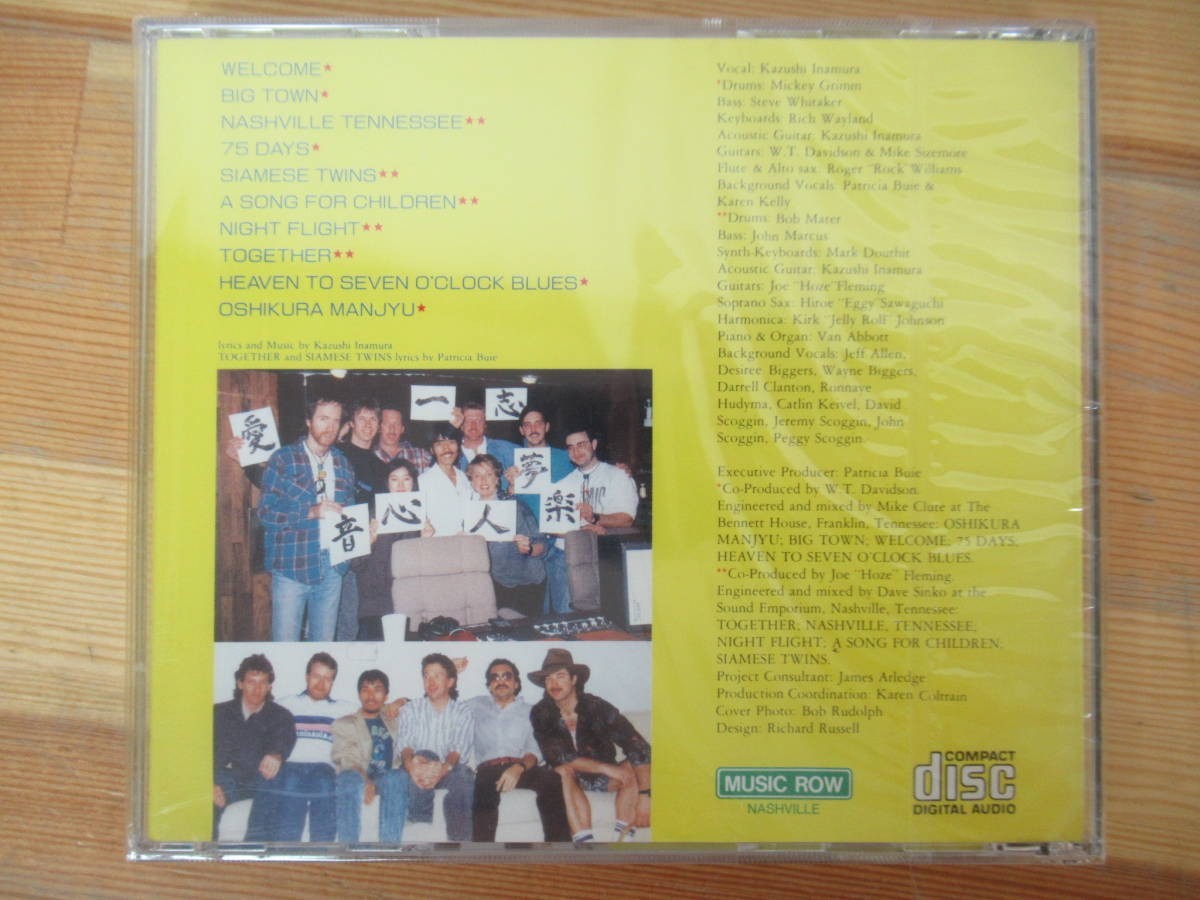 WELCOME*
BIG TOWN*
NASHVILLE TENNESSEE**
75 DAYS*
SIAMESE TWINS**
A SONG FOR CHILDREN**
NIGHT FLIGHT**
TOGETHER**
HEAVEN TO SEVEN O'CLOCK BLUES*
OSHIKURA MANJYU*
lyrics and Music by Kazushi Inamura
TOGETHER and SIAMESE TWINS lyrics by Patricia Buie
愛
一
志
夢
音
心
人
楽
Vocal: Kazushi Inamura
*Drums: Mickey Grimm
Bass: Steve Whitaker
Keyboards: Rich Wayland
Acoustic Guitar: Kazushi Inamura
Guitars: W.T. Davidson & Mike Sizemore
Flute & Alto sax: Roger "Rock" Williams
Background Vocals: Patricia Buie &
Karen Kelly
**Drums: Bob Mater
Bass: John Marcus
Synth-Keyboards: Mark Douthit
Acoustic Guitar: Kazushi Inamura
Guitars: Joe "Hoze" Fleming
Soprano Sax: Hiroe "Eggy" Sawaguchi
Harmonica: Kirk "Jelly Roll" Johnson
Piano & Organ: Van Abbott
Background Vocals: Jeff Allen,
Desiree Biggers, Wayne Biggers,
Darrell Clanton, Ronnaye
Hudyma, Catlin Keivel, David
Scoggin, Jeremy Scoggin, John
Scoggin, Peggy Scoggin
Executive Producer: Patricia Buie
*Co-Produced by W.T. Davidson.
Engineered and mixed by Mike Clute at The
Bennett House, Franklin, Tennessee: OSHIKURA
MANJYU; BIG TOWN; WELCOME; 75 DAYS;
HEAVEN TO SEVEN O'CLOCK BLUES.
**Co-Produced by Joe "Hoze" Fleming.
Engineered and mixed by Dave Sinko at the
Sound Emporium, Nashville, Tennessee:
TOGETHER; NASHVILLE, TENNESSEE;
NIGHT FLIGHT; A SONG FOR CHILDREN;
SIAMESE TWINS.
Project Consultant: James Arledge
Production Coordination: Karen Coltrain
Cover Photo: Bob Rudolph
Design: Richard Russell
MUSIC ROW
NASHVILLE
COMPACT
disc
DIGITAL AUDIO